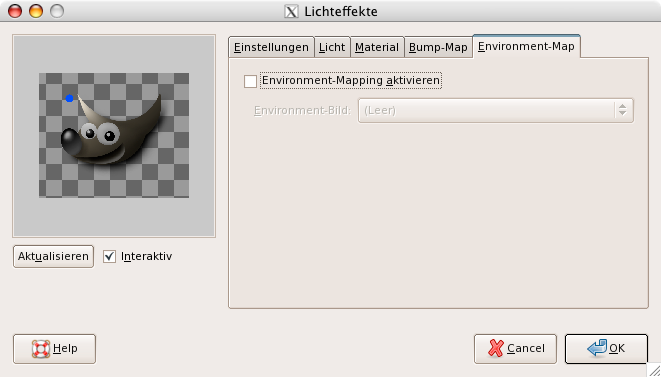 Lichteffekte
Einstellungen Licht Material Bump-Map Environment-Map
Environment-Mapping aktivieren
Environment-Bild: (Leer)
Aktualisieren Interaktiv
Help Cancel OK